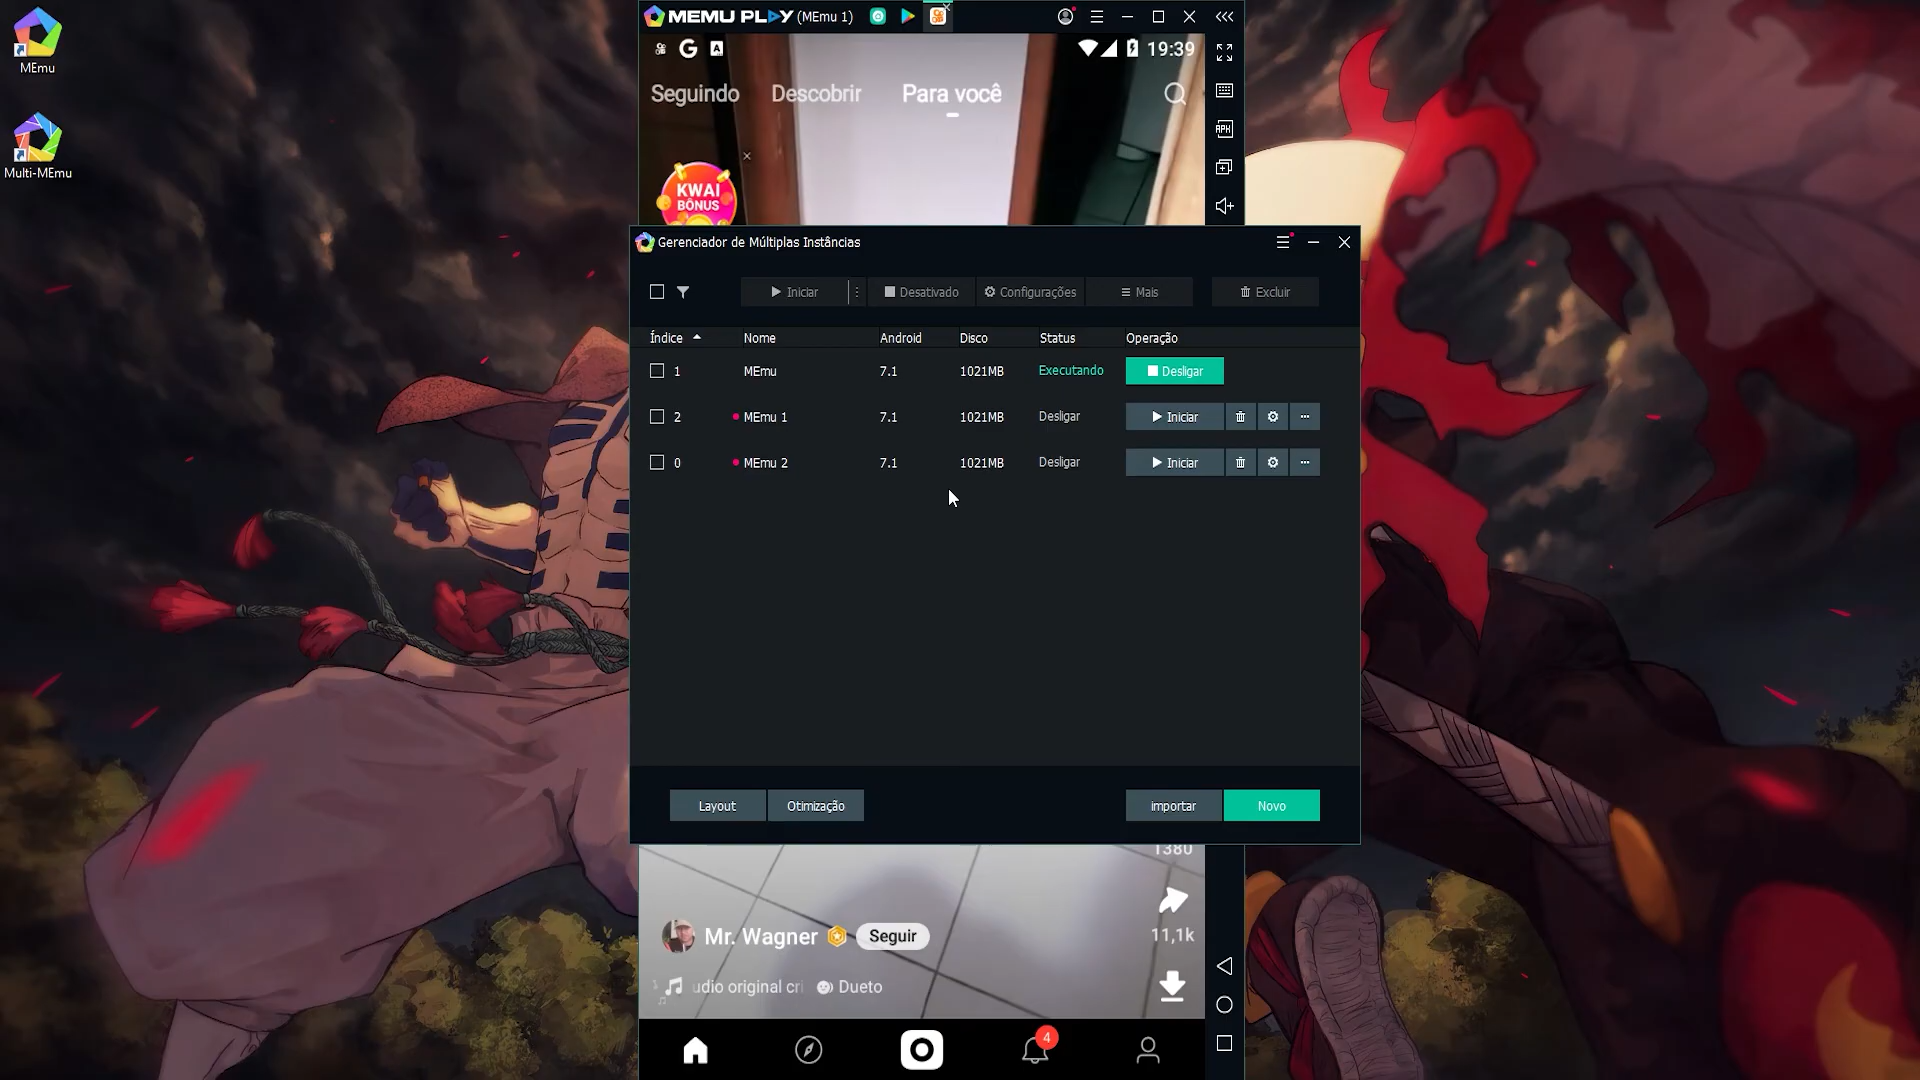 MEmu
Multi-MEmu
MEMU PLAY (MEmu 1)
19:39
Seguindo Descobrir Para você
KWAI
BÔNUS
Gerenciador de Múltiplas Instâncias
Iniciar Desativado Configurações Mais Excluir
Índice Nome Android Disco Status Operação
1 MEmu 7.1 1021MB Executando Desligar
2 MEmu 1 7.1 1021MB Desligar Iniciar
0 MEmu 2 7.1 1021MB Desligar Iniciar
Layout Otimização importar Novo
1380
Mr. Wagner Seguir
11,1k
udio original cri Dueto
4